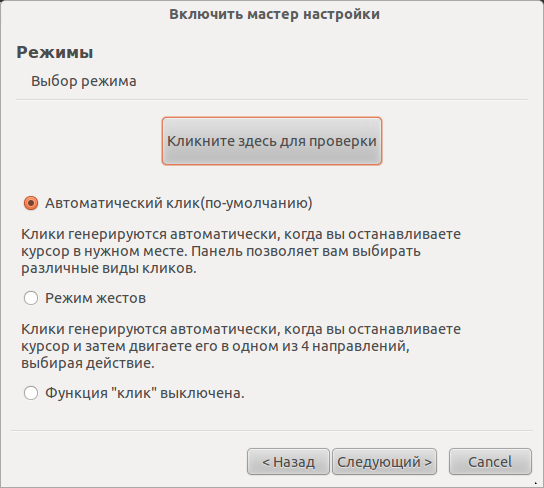 Включить мастер настройки
Режимы
Выбор режима
Кликните здесь для проверки
Автоматический клик(по-умолчанию)
Клики генерируются автоматически, когда вы останавливаете
курсор в нужном месте. Панель позволяет вам выбирать
различные виды кликов.
Режим жестов
Клики генерируются автоматически, когда вы останавливаете
курсор и затем двигаете его в одном из 4 направлений,
выбирая действие.
Функция "клик" выключена.
< Назад
Следующий >
Cancel